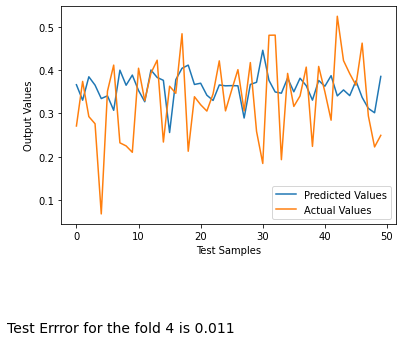 0.5
0.4
0.3
0.2
0.1
Output Values
0 10 20 30 40 50
Test Samples
Predicted Values
Actual Values
Test Errror for the fold 4 is 0.011